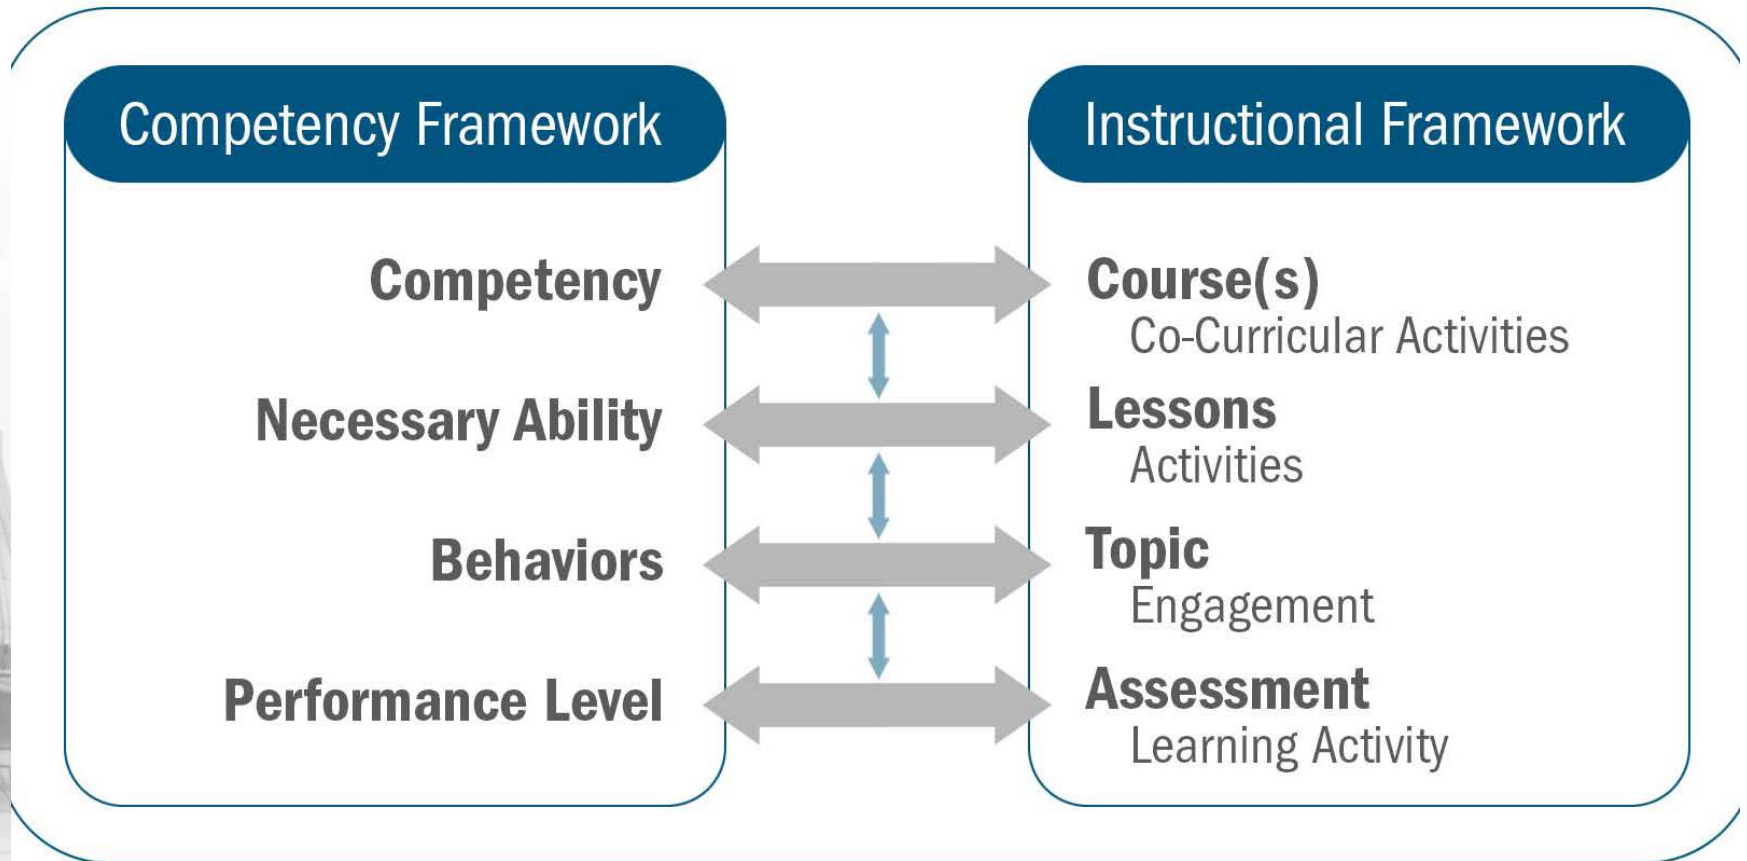 Competency Framework
Competency
Necessary Ability
Behaviors
Performance Level
Instructional Framework
Course(s)
Co-Curricular Activities
Lessons
Activities
Topic
Engagement
Assessment
Learning Activity